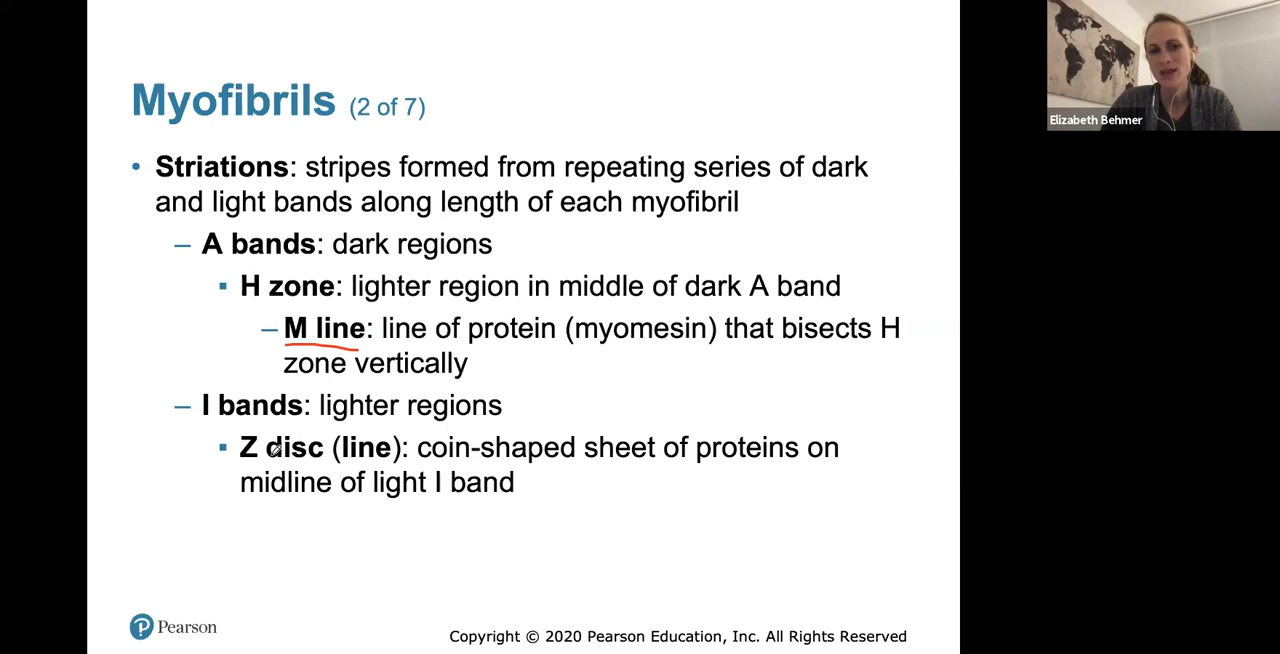 Myofibrils (2 of 7)
• Striations: stripes formed from repeating series of dark
and light bands along length of each myofibril
– A bands: dark regions
▪ H zone: lighter region in middle of dark A band
– M line: line of protein (myomesin) that bisects H
zone vertically
– I bands: lighter regions
▪ Z disc (line): coin-shaped sheet of proteins on
midline of light I band
P Pearson
Copyright © 2020 Pearson Education, Inc. All Rights Reserved
Elizabeth Behmer